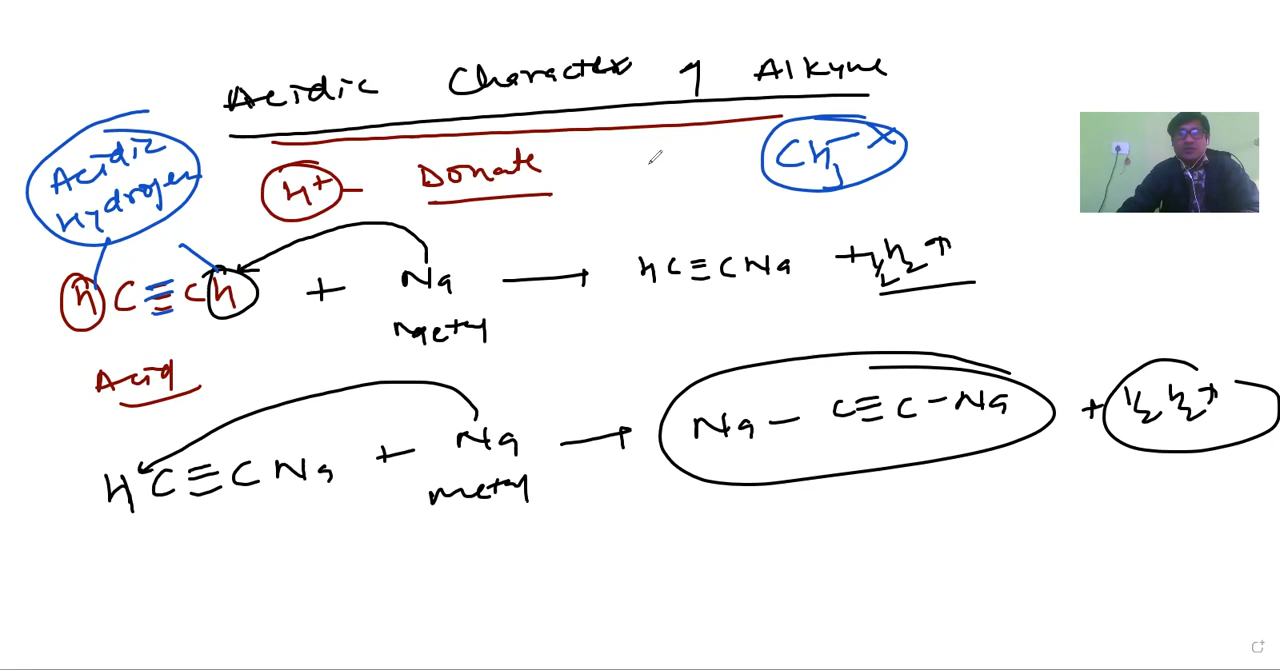 Acidic Character of Alkyne
Acidic Hydrogen
H+ Donate
CH3− ×
HC≡CH + Na → HC≡CNa + ½H2↑
metal
Acid
HC≡CNa + Na → Na−C≡C−Na + ½H2↑
metal